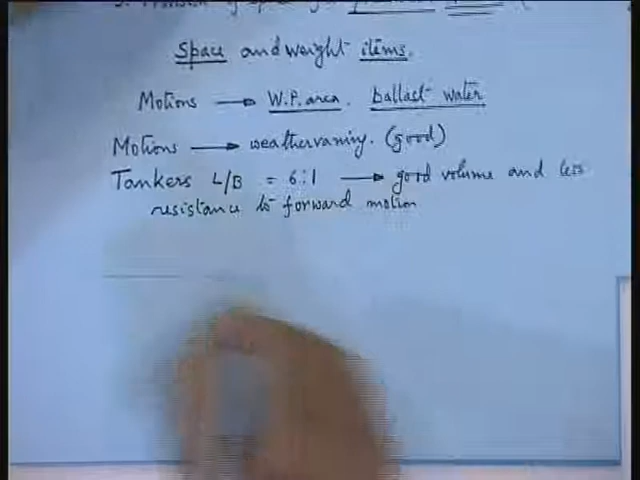 Space and weight items.
Motions → W.P. area. ballast water
Motions → weathervaning. (good)
Tankers L/B = 6:1 → good volume and less
resistance to forward motion